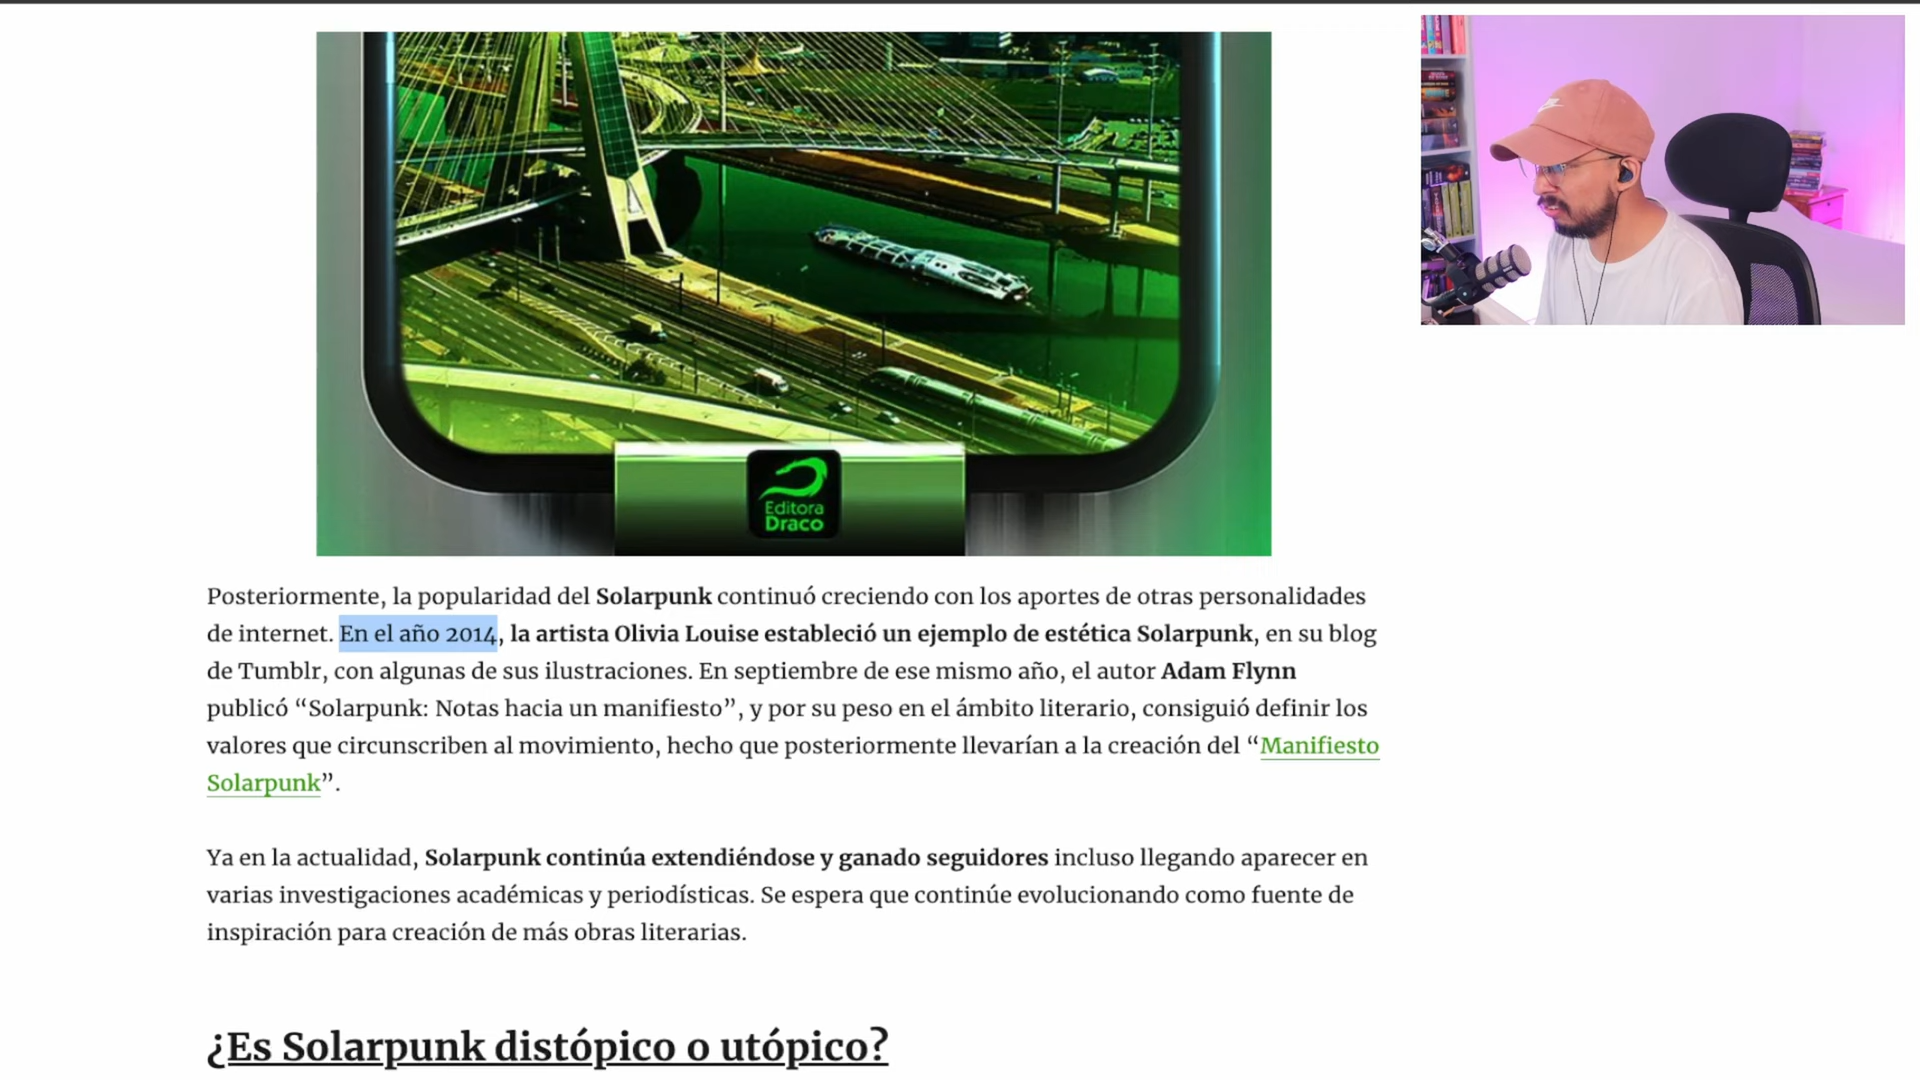 Editora
Draco
Posteriormente, la popularidad del Solarpunk continuó creciendo con los aportes de otras personalidades
de internet. En el año 2014, la artista Olivia Louise estableció un ejemplo de estética Solarpunk, en su blog
de Tumblr, con algunas de sus ilustraciones. En septiembre de ese mismo año, el autor Adam Flynn
publicó “Solarpunk: Notas hacia un manifiesto”, y por su peso en el ámbito literario, consiguió definir los
valores que circunscriben al movimiento, hecho que posteriormente llevarían a la creación del “Manifiesto
Solarpunk”.
Ya en la actualidad, Solarpunk continúa extendiéndose y ganado seguidores incluso llegando aparecer en
varias investigaciones académicas y periodísticas. Se espera que continúe evolucionando como fuente de
inspiración para creación de más obras literarias.
¿Es Solarpunk distópico o utópico?